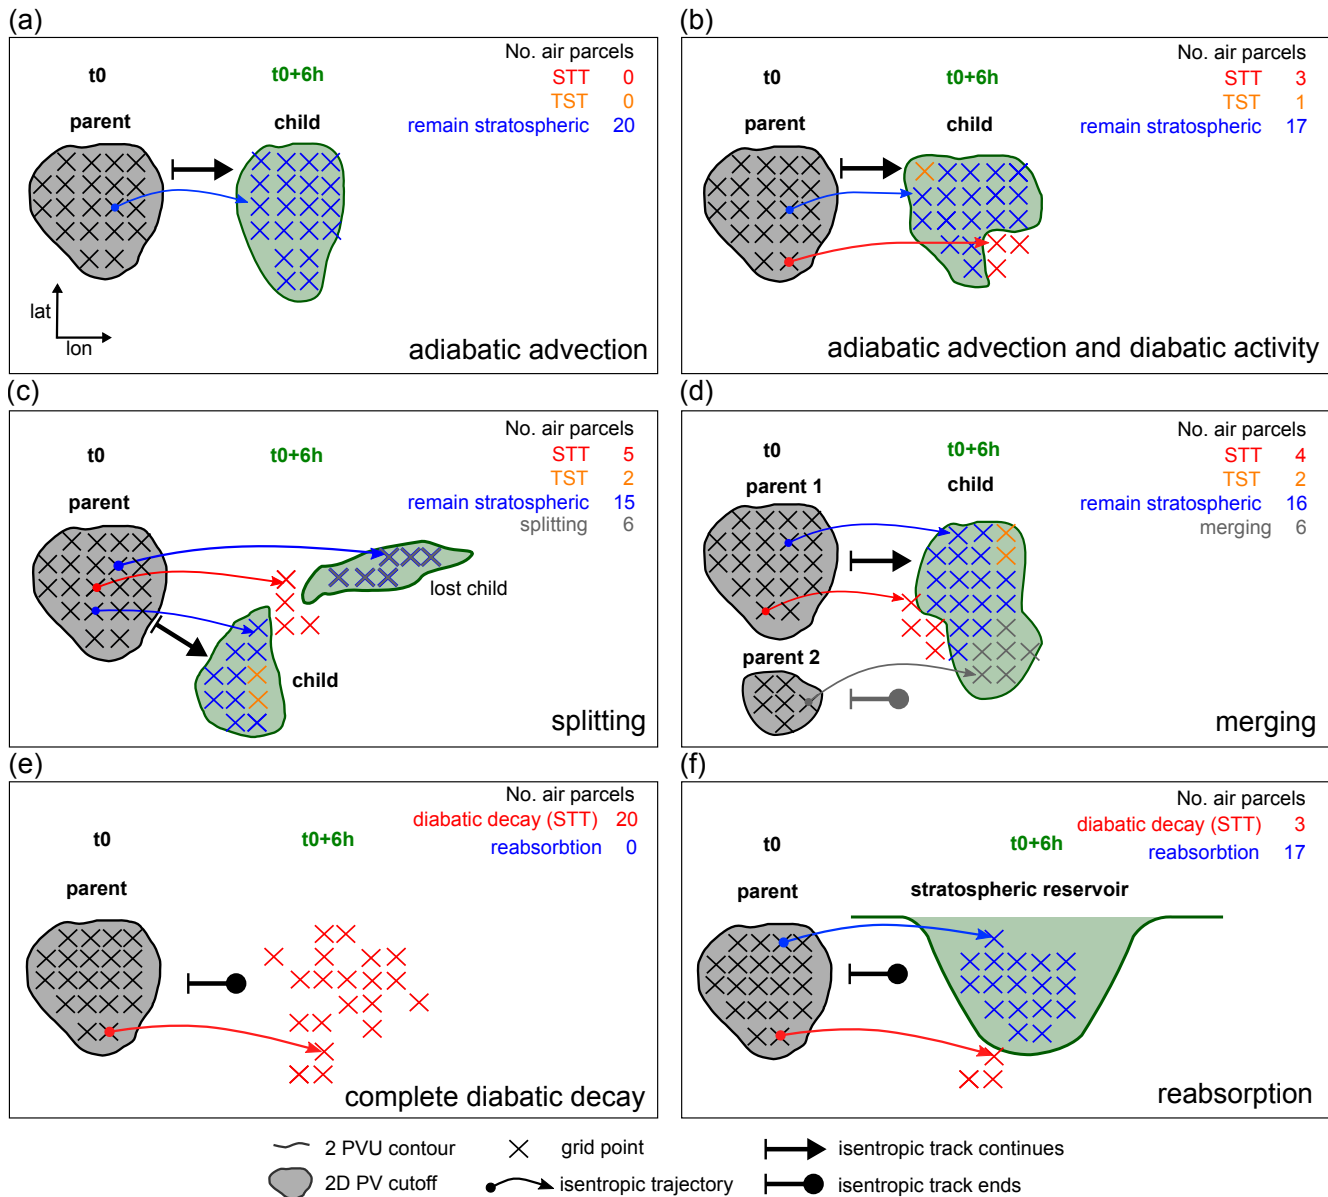 (a)
No. air parcels
t0
t0+6h
STT 0
TST 0
parent
child
remain stratospheric 20
lat
lon
adiabatic advection
(b)
No. air parcels
t0
t0+6h
STT 3
TST 1
parent
child
remain stratospheric 17
adiabatic advection and diabatic activity
(c)
No. air parcels
t0
t0+6h
STT 5
TST 2
parent
remain stratospheric 15
splitting 6
lost child
child
splitting
(d)
No. air parcels
t0
t0+6h
STT 4
TST 2
parent 1
child
remain stratospheric 16
merging 6
parent 2
merging
(e)
No. air parcels
diabatic decay (STT) 20
t0
t0+6h
reabsorbtion 0
parent
complete diabatic decay
(f)
No. air parcels
diabatic decay (STT) 3
t0
t0+6h
reabsorbtion 17
parent
stratospheric reservoir
reabsorption
2 PVU contour
grid point
isentropic track continues
2D PV cutoff
isentropic trajectory
isentropic track ends